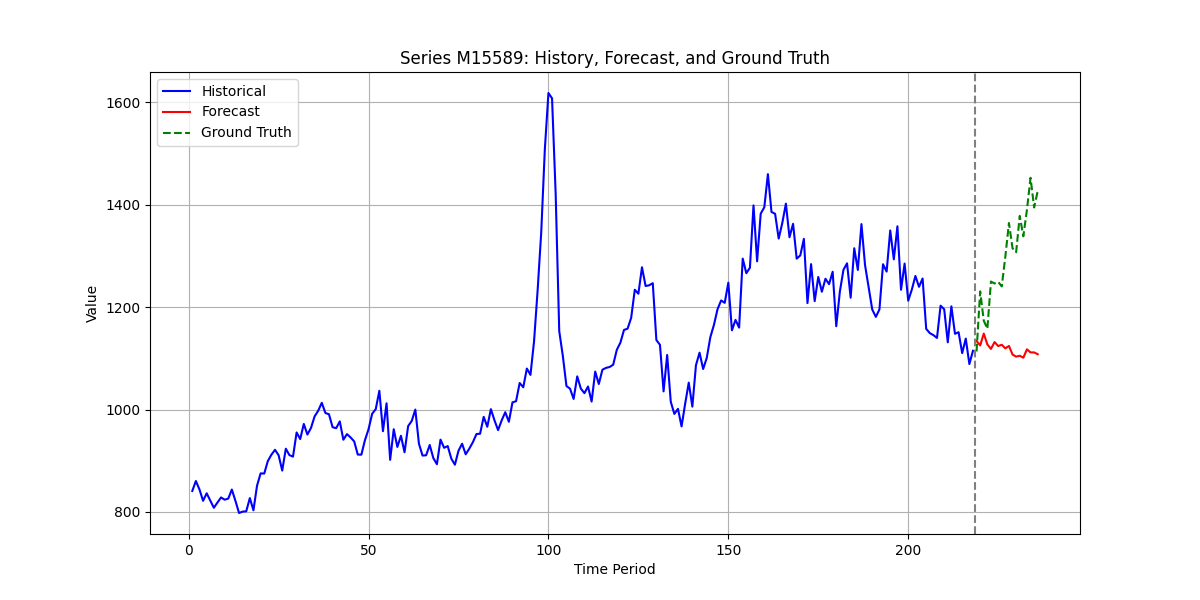 Series M15589: History, Forecast, and Ground Truth
Historical
Forecast
Ground Truth
Value
1600
1400
1200
1000
800
0 50 100 150 200
Time Period